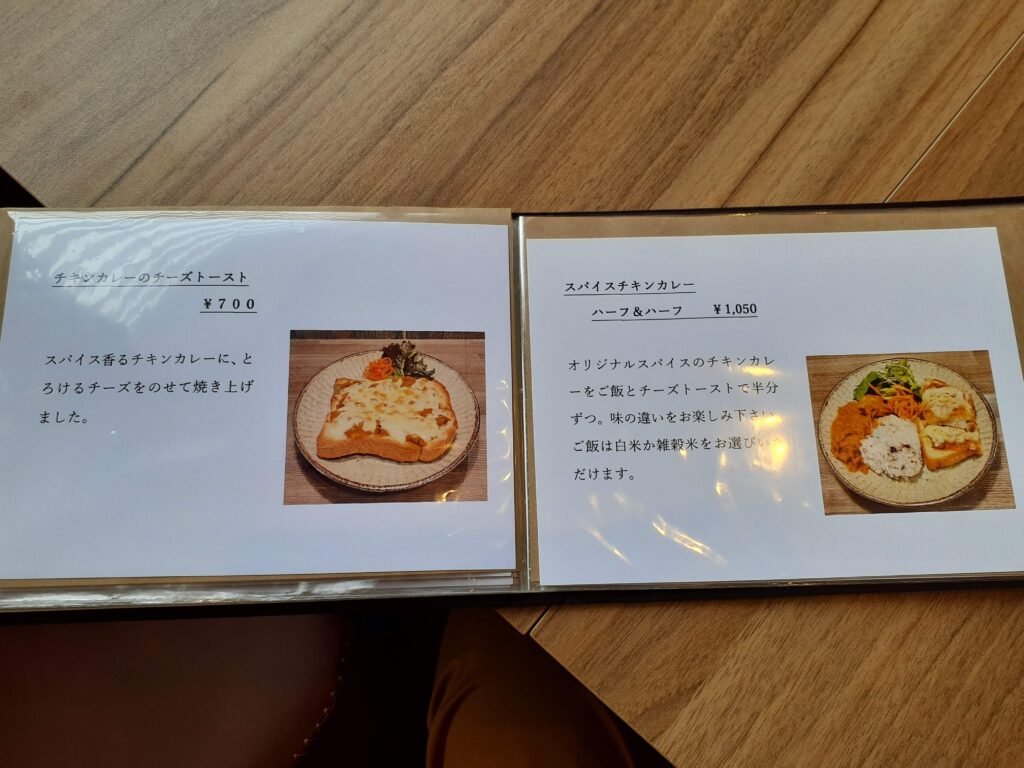 チキンカレーのチーズトースト
￥７００
スパイス香るチキンカレーに、と
ろけるチーズをのせて焼き上げ
ました。
スパイスチキンカレー
ハーフ＆ハーフ　￥1,050
オリジナルスパイスのチキンカレ
ーをご飯とチーズトーストで半分
ずつ。味の違いをお楽しみ下さい
ご飯は白米か雑穀米をお選びい
だけます。